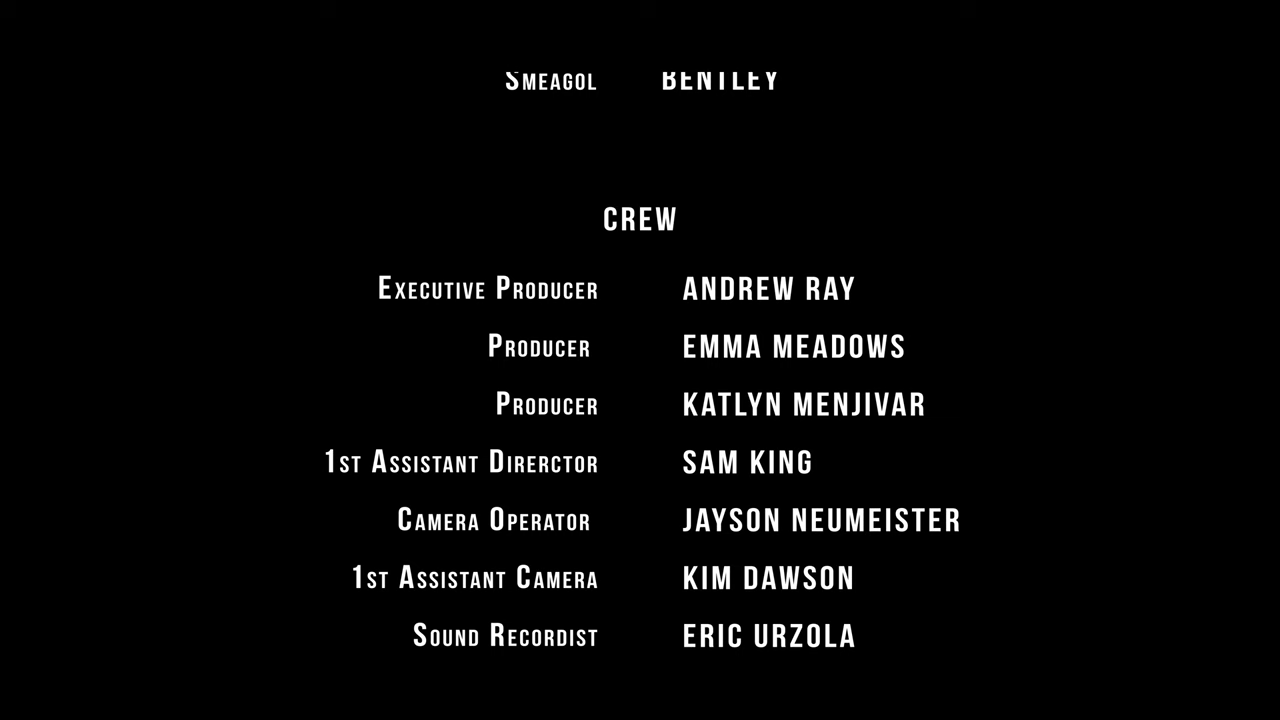 Smeagol BENTLEY
CREW
Executive Producer ANDREW RAY
Producer EMMA MEADOWS
Producer KATLYN MENJIVAR
1st Assistant Direrctor SAM KING
Camera Operator JAYSON NEUMEISTER
1st Assistant Camera KIM DAWSON
Sound Recordist ERIC URZOLA